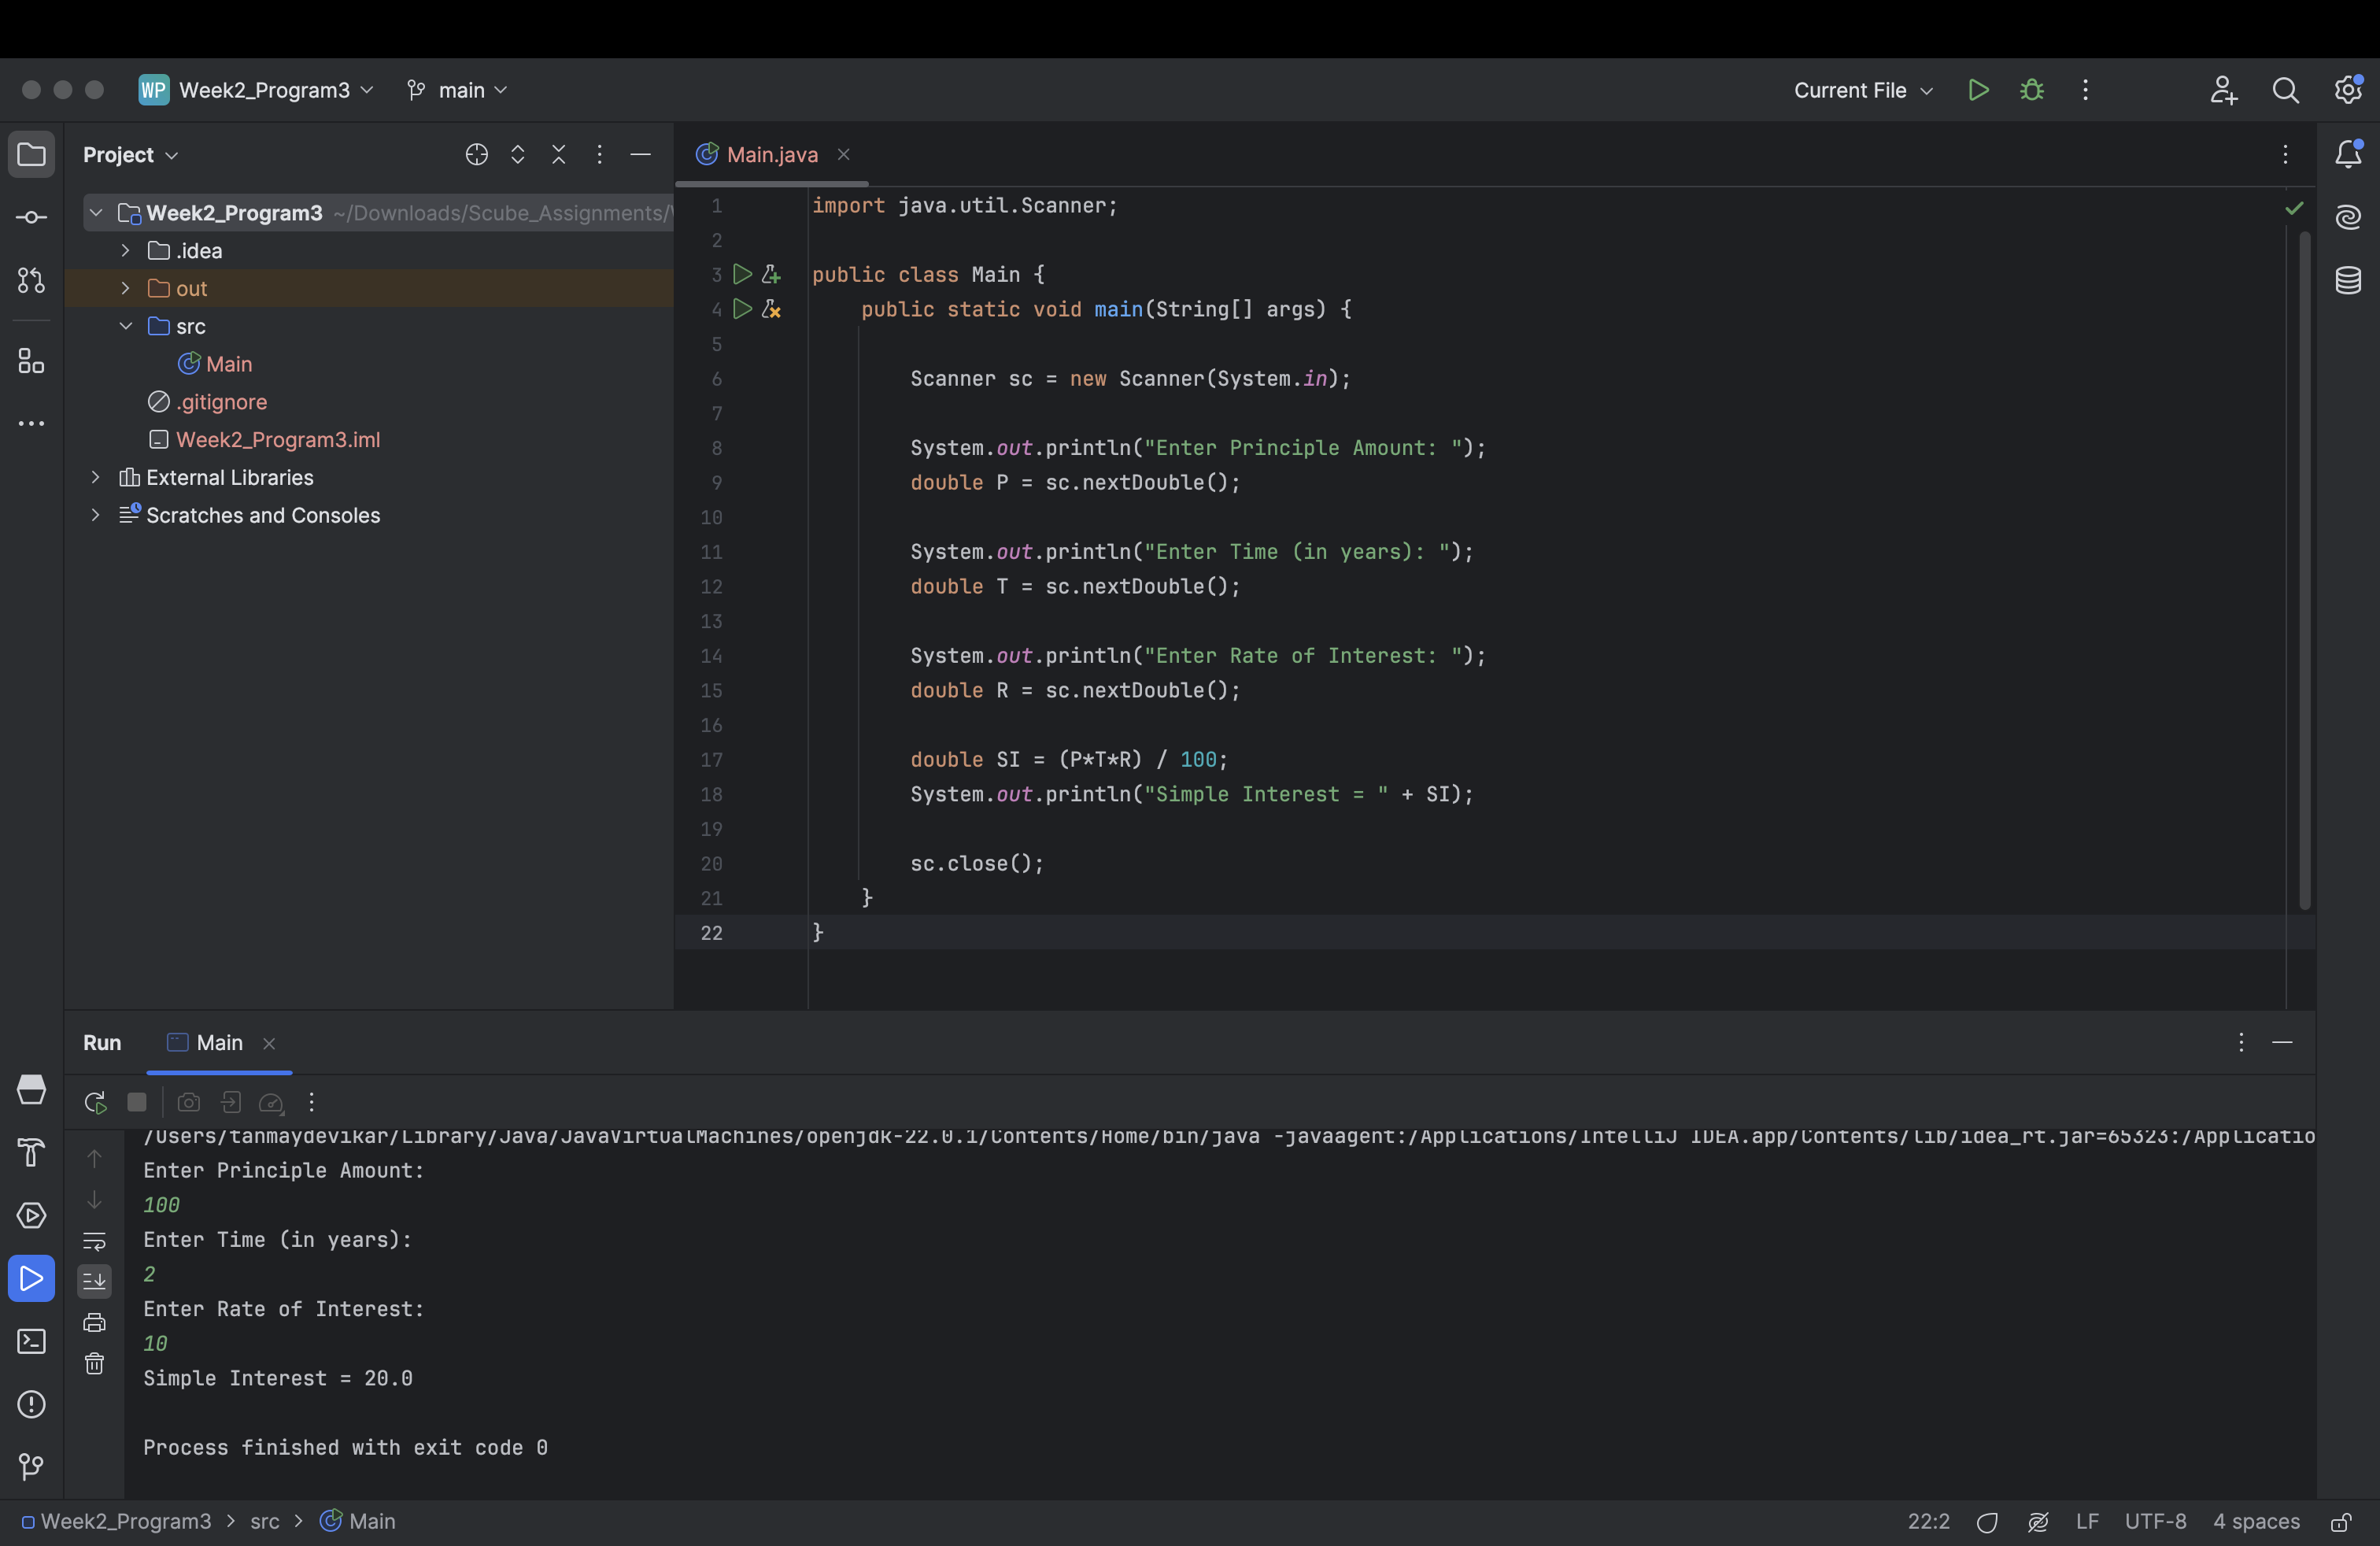 WP Week2_Program3 main Current File
Project
Week2_Program3 ~/Downloads/Scube_Assignments/
.idea
out
src
Main
.gitignore
Week2_Program3.iml
External Libraries
Scratches and Consoles
Main.java
1 import java.util.Scanner;
2
3 public class Main {
4 public static void main(String[] args) {
5
6 Scanner sc = new Scanner(System.in);
7
8 System.out.println("Enter Principle Amount: ");
9 double P = sc.nextDouble();
10
11 System.out.println("Enter Time (in years): ");
12 double T = sc.nextDouble();
13
14 System.out.println("Enter Rate of Interest: ");
15 double R = sc.nextDouble();
16
17 double SI = (P*T*R) / 100;
18 System.out.println("Simple Interest = " + SI);
19
20 sc.close();
21 }
22 }
Run Main
/Users/tanmaydevikar/Library/Java/JavaVirtualMachines/openjdk-22.0.1/Contents/Home/bin/java -javaagent:/Applications/IntelliJ IDEA.app/Contents/lib/idea_rt.jar=65323:/Applicatio
Enter Principle Amount:
100
Enter Time (in years):
2
Enter Rate of Interest:
10
Simple Interest = 20.0
Process finished with exit code 0
Week2_Program3 > src > Main 22:2 LF UTF-8 4 spaces